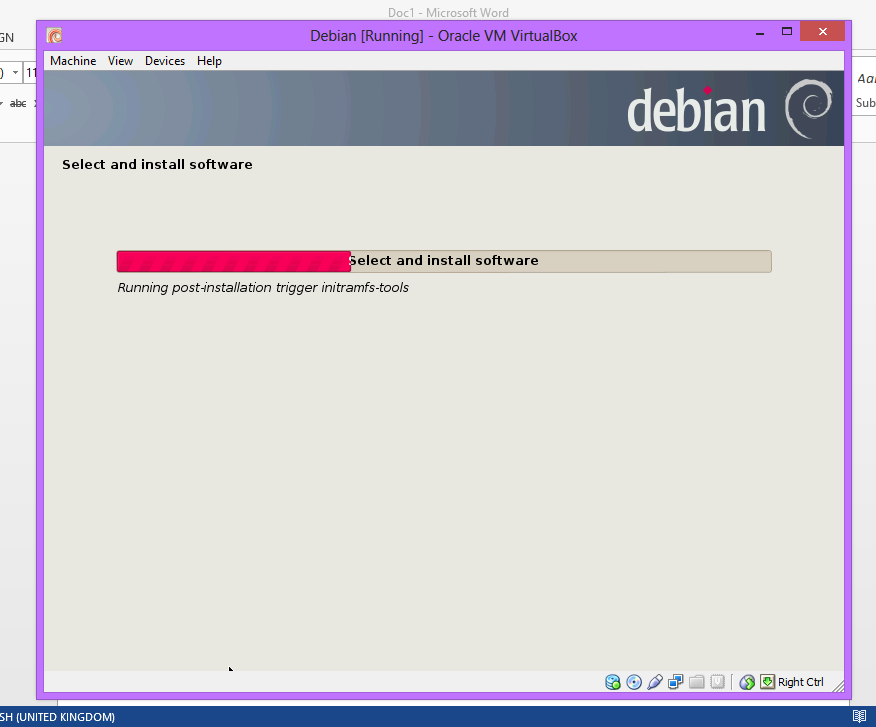 Doc1 - Microsoft Word
GN
Debian [Running] - Oracle VM VirtualBox
Machine View Devices Help
11
abc
debian
Sub
Select and install software
Select and install software
Running post-installation trigger initramfs-tools
Right Ctrl
SH (UNITED KINGDOM)